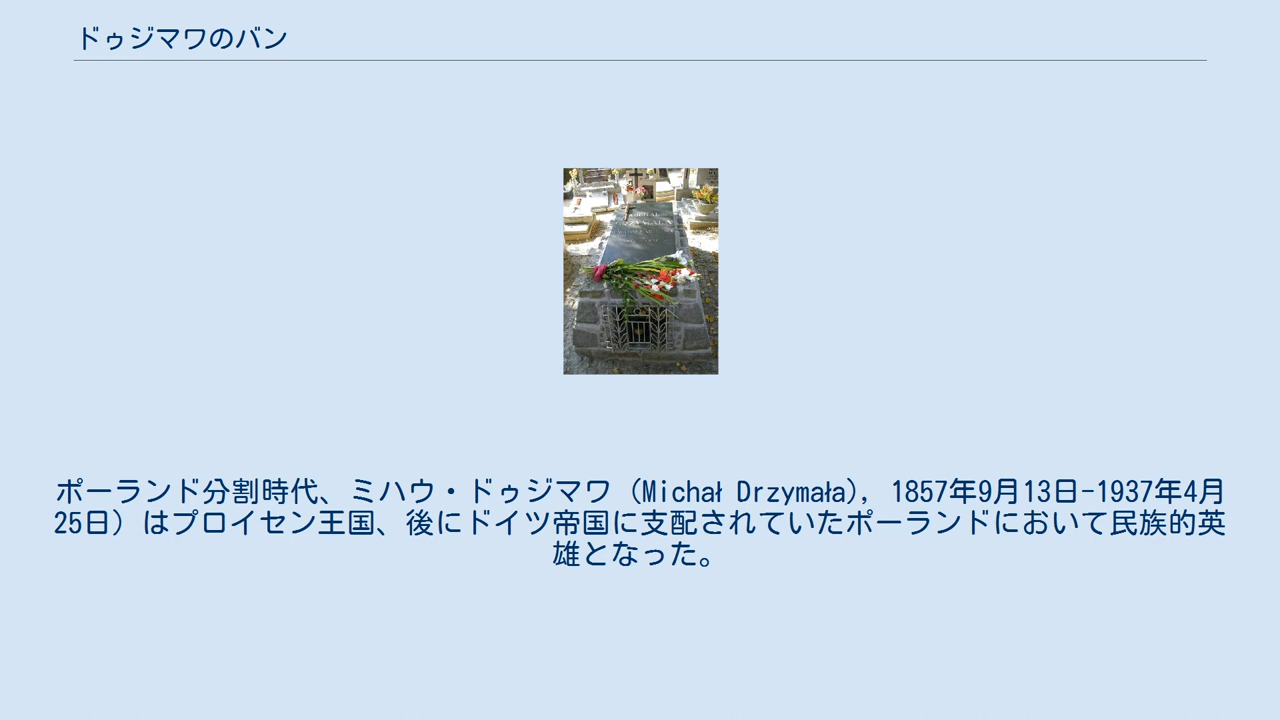 ドゥジマワのバン
ポーランド分割時代、ミハウ・ドゥジマワ（Michał Drzymała), 1857年9月13日-1937年4月
25日）はプロイセン王国、後にドイツ帝国に支配されていたポーランドにおいて民族的英
雄となった。